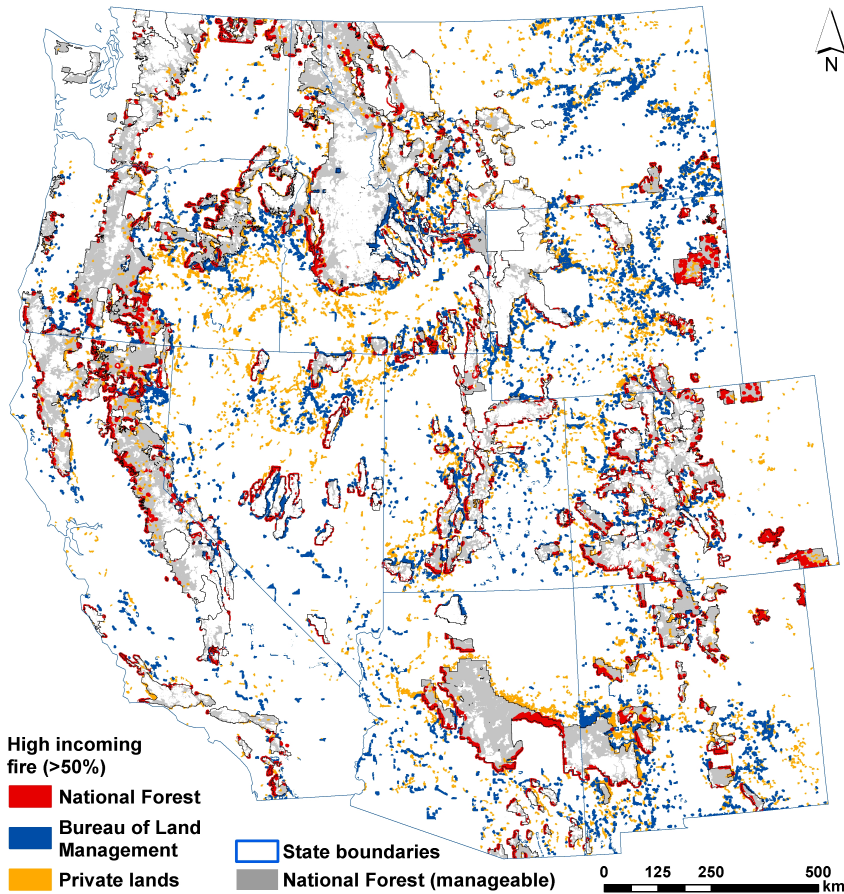 N
High incoming
fire (>50%)
National Forest
Bureau of Land
Management
Private lands
State boundaries
National Forest (manageable)
0 125 250 500
km